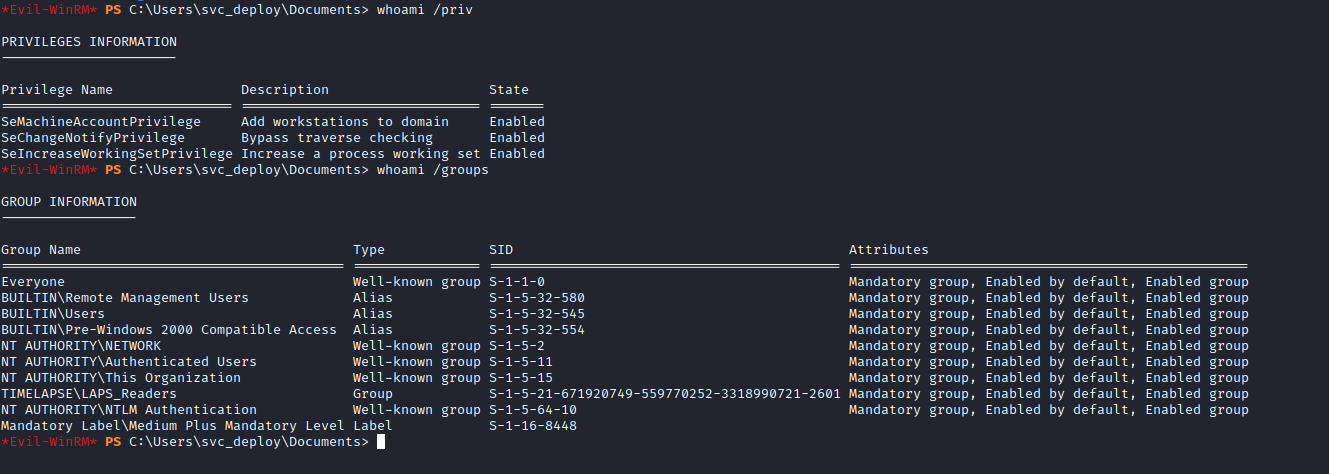 *Evil-WinRM* PS C:\Users\svc_deploy\Documents> whoami /priv
PRIVILEGES INFORMATION
----------------------
Privilege Name Description State
============================= ============================== =======
SeMachineAccountPrivilege Add workstations to domain Enabled
SeChangeNotifyPrivilege Bypass traverse checking Enabled
SeIncreaseWorkingSetPrivilege Increase a process working set Enabled
*Evil-WinRM* PS C:\Users\svc_deploy\Documents> whoami /groups
GROUP INFORMATION
-----------------
Group Name Type SID Attributes
=========================================== ================ ============================================ ==================================================
Everyone Well-known group S-1-1-0 Mandatory group, Enabled by default, Enabled group
BUILTIN\Remote Management Users Alias S-1-5-32-580 Mandatory group, Enabled by default, Enabled group
BUILTIN\Users Alias S-1-5-32-545 Mandatory group, Enabled by default, Enabled group
BUILTIN\Pre-Windows 2000 Compatible Access Alias S-1-5-32-554 Mandatory group, Enabled by default, Enabled group
NT AUTHORITY\NETWORK Well-known group S-1-5-2 Mandatory group, Enabled by default, Enabled group
NT AUTHORITY\Authenticated Users Well-known group S-1-5-11 Mandatory group, Enabled by default, Enabled group
NT AUTHORITY\This Organization Well-known group S-1-5-15 Mandatory group, Enabled by default, Enabled group
TIMELAPSE\LAPS_Readers Group S-1-5-21-671920749-559770252-3318990721-2601 Mandatory group, Enabled by default, Enabled group
NT AUTHORITY\NTLM Authentication Well-known group S-1-5-64-10 Mandatory group, Enabled by default, Enabled group
Mandatory Label\Medium Plus Mandatory Level Label S-1-16-8448
*Evil-WinRM* PS C:\Users\svc_deploy\Documents>